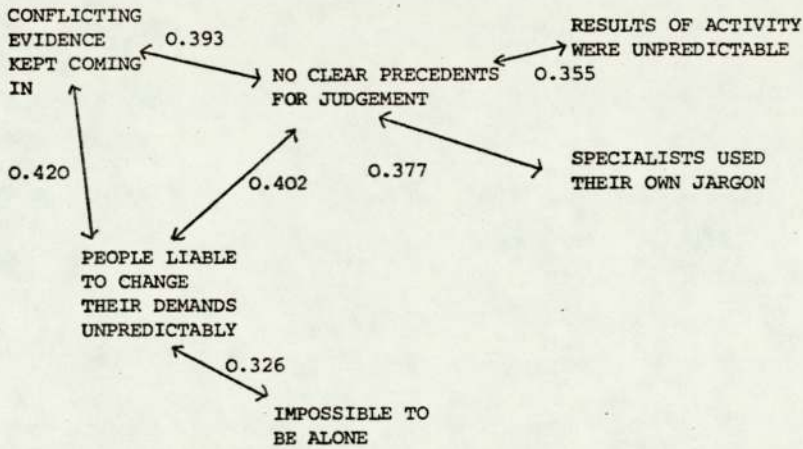 CONFLICTING
EVIDENCE
KEPT COMING
IN
0.393
NO CLEAR PRECEDENTS
FOR JUDGEMENT
RESULTS OF ACTIVITY
WERE UNPREDICTABLE
0.355
0.420
0.402
0.377
SPECIALISTS USED
THEIR OWN JARGON
PEOPLE LIABLE
TO CHANGE
THEIR DEMANDS
UNPREDICTABLY
0.326
IMPOSSIBLE TO
BE ALONE